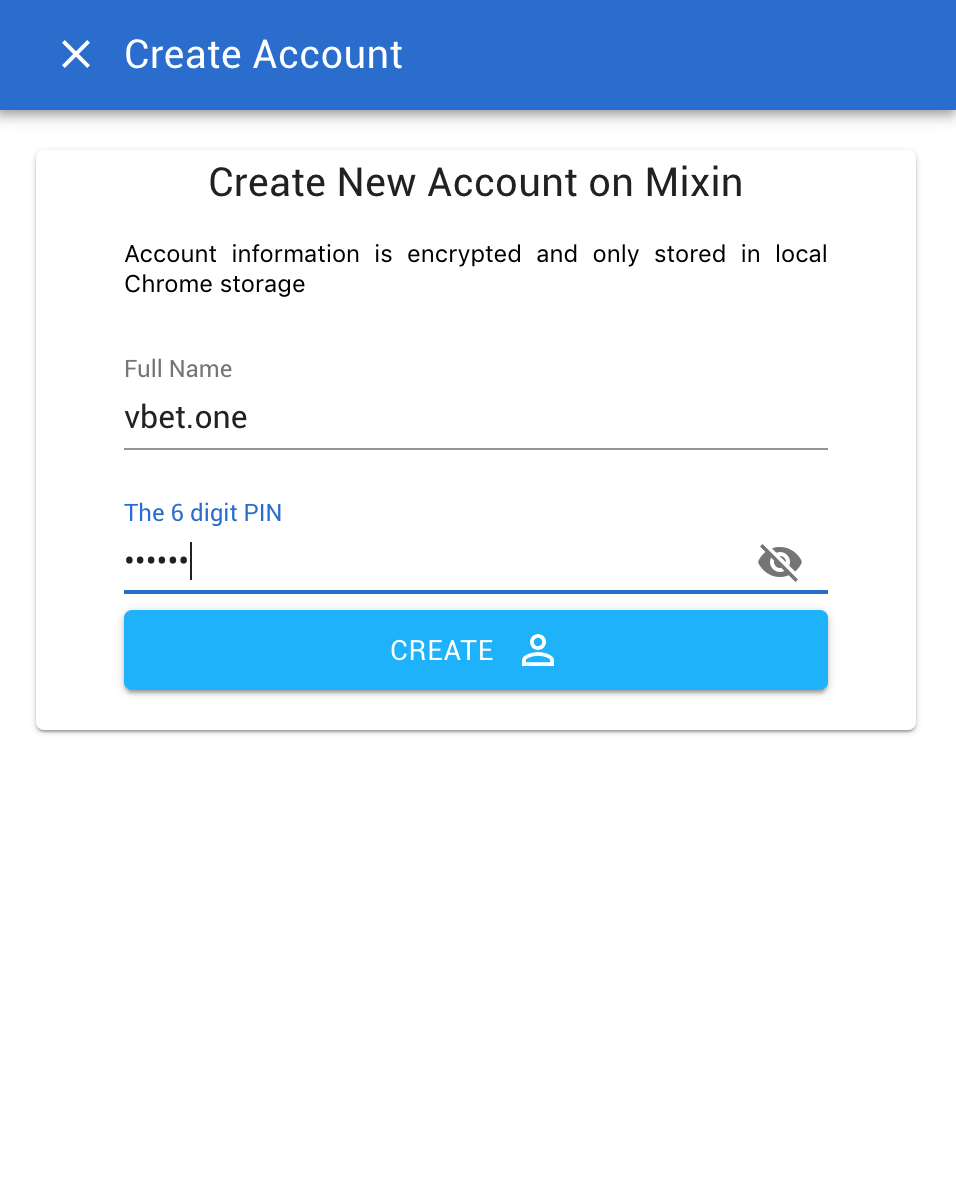 Create Account
Create New Account on Mixin
Account information is encrypted and only stored in local
Chrome storage
Full Name
vbet.one
The 6 digit PIN
••••••
CREATE